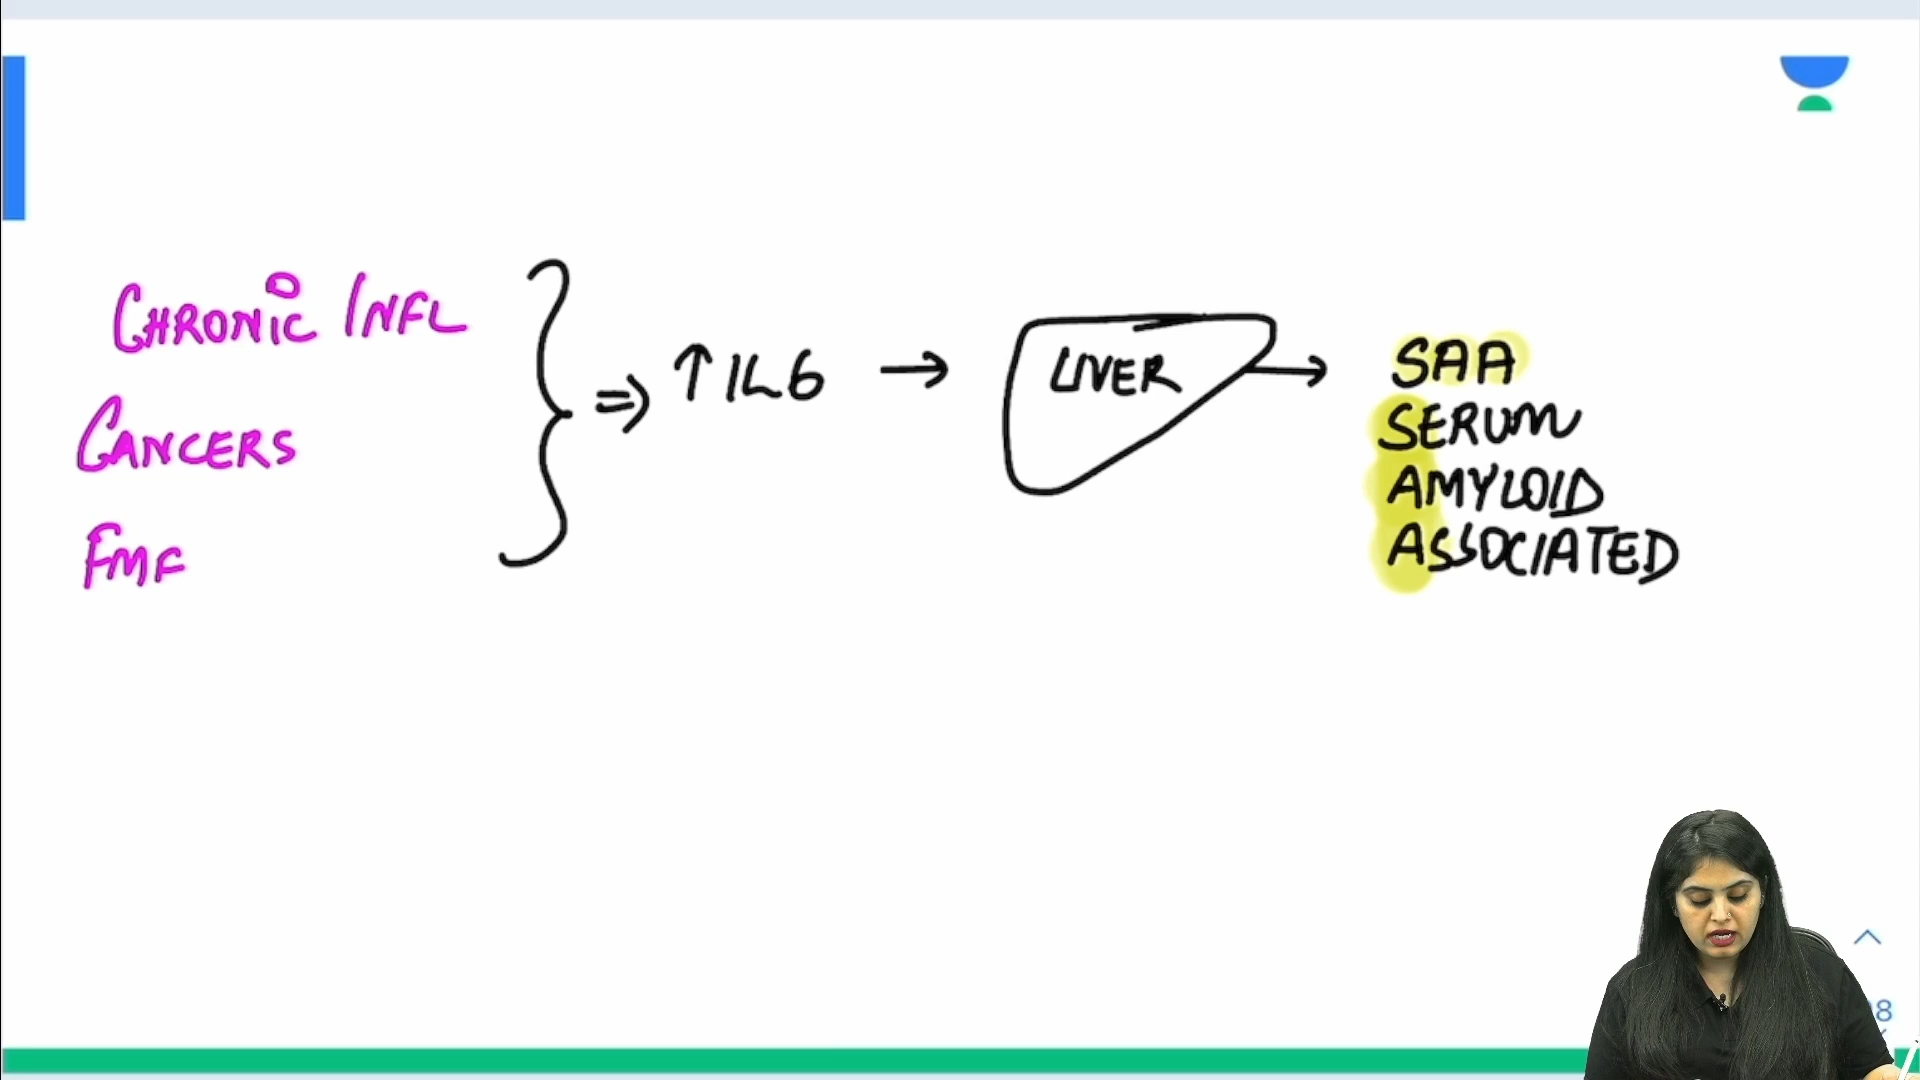 CHRONIC INFL
CANCERS
FMF
⇒ ↑ IL6 →
LIVER
→
SAA
SERUM
AMYLOID
ASSOCIATED